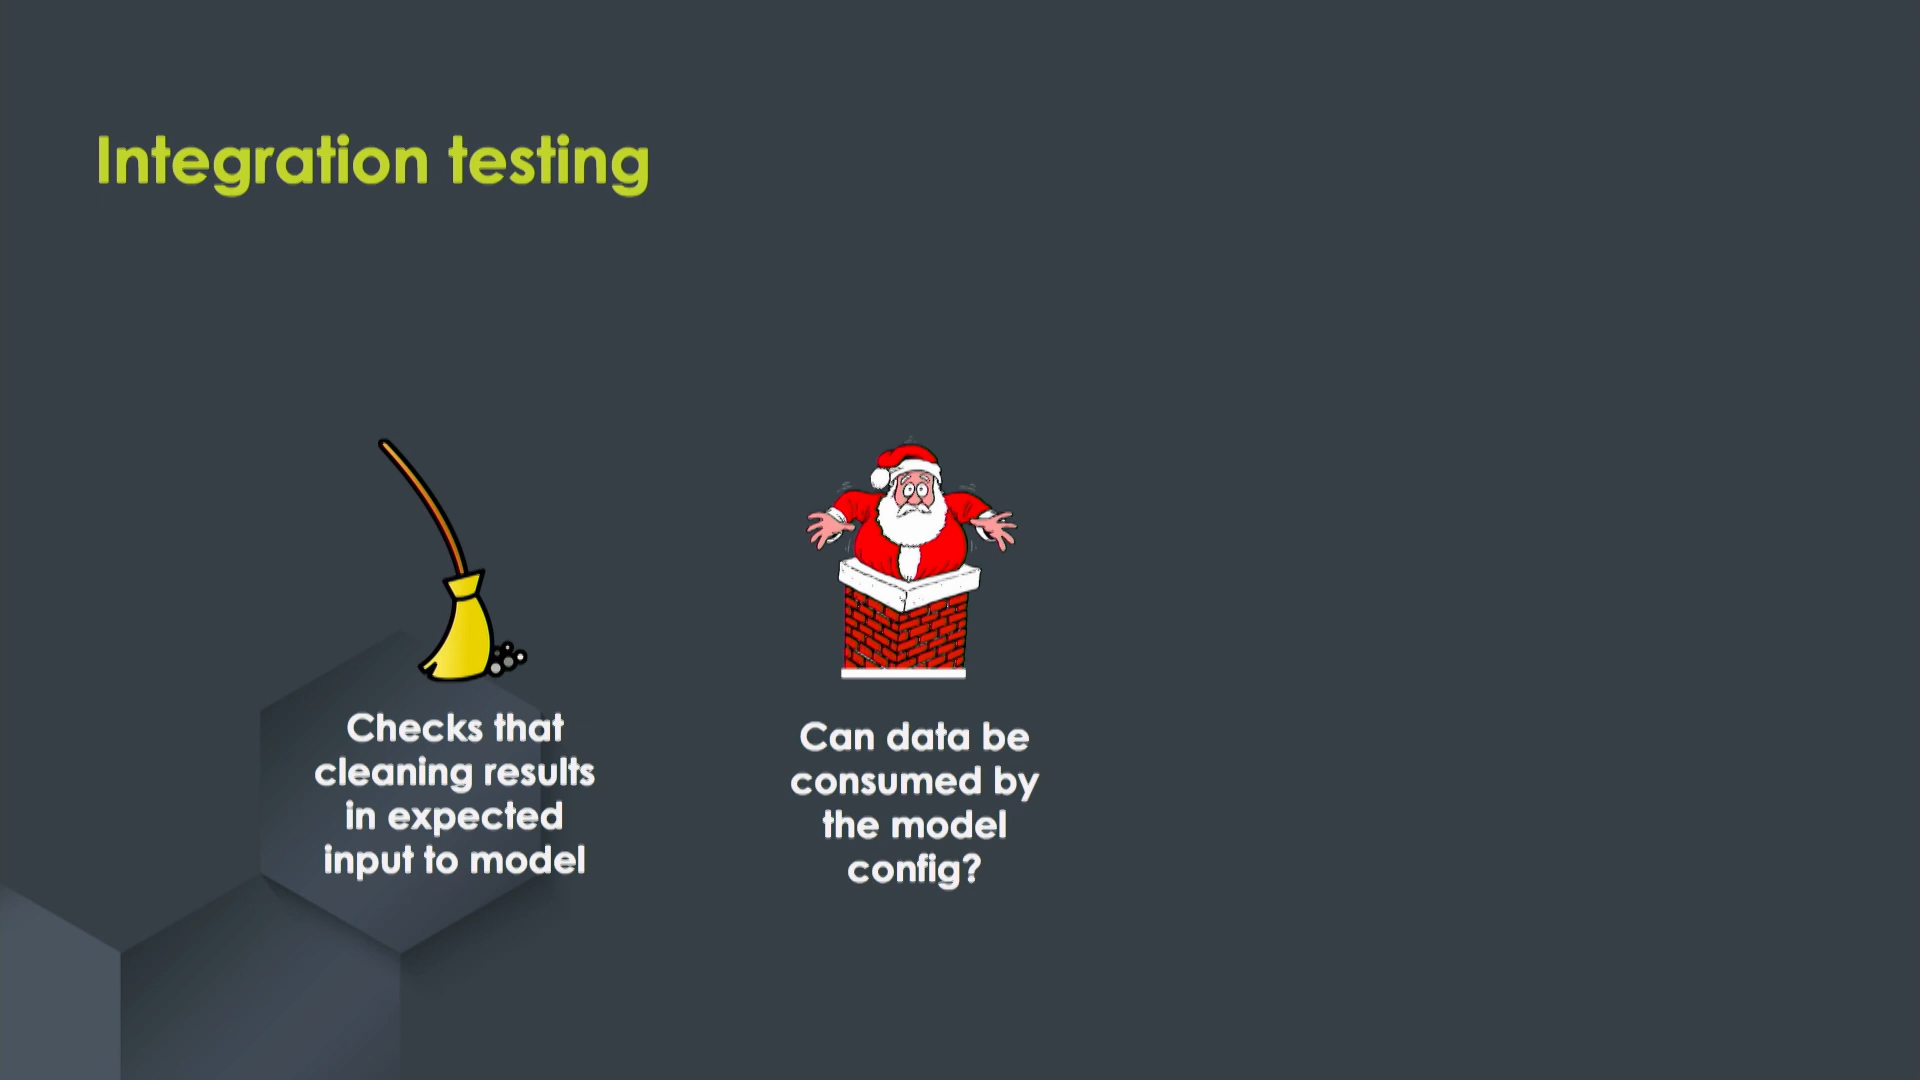 Integration testing
Checks that
cleaning results
in expected
input to model
Can data be
consumed by
the model
config?